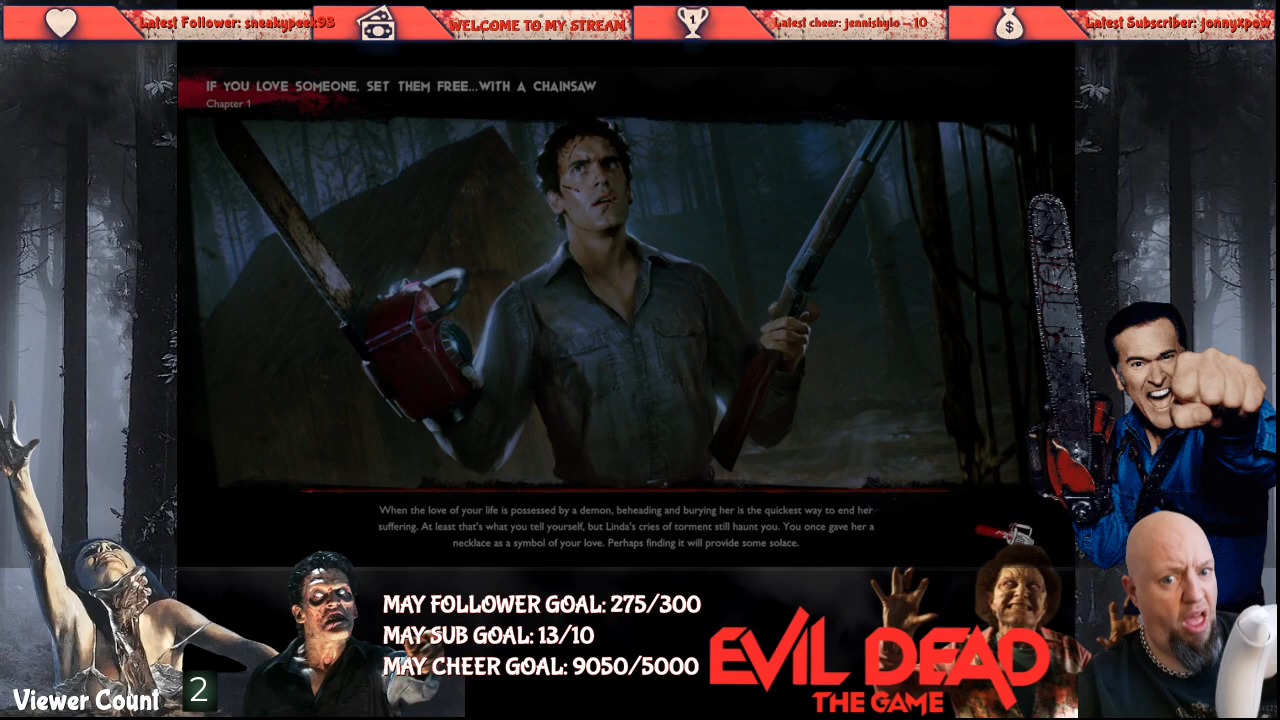 Latest Follower: sneakypeek93
WELCOME TO MY STREAM
Latest cheer: jennishylo - 10
Latest Subscriber: jonnyxpow
IF YOU LOVE SOMEONE, SET THEM FREE...WITH A CHAINSAW
Chapter 1
When the love of your life is possessed by a demon, beheading and burying her is the quickest way to end her
suffering. At least that's what you tell yourself, but Linda's cries of torment still haunt you. You once gave her a
necklace as a symbol of your love. Perhaps finding it will provide some solace.
MAY FOLLOWER GOAL: 275/300
MAY SUB GOAL: 13/10
MAY CHEER GOAL: 9050/5000
EVIL DEAD
THE GAME
Viewer Count 2
1
$